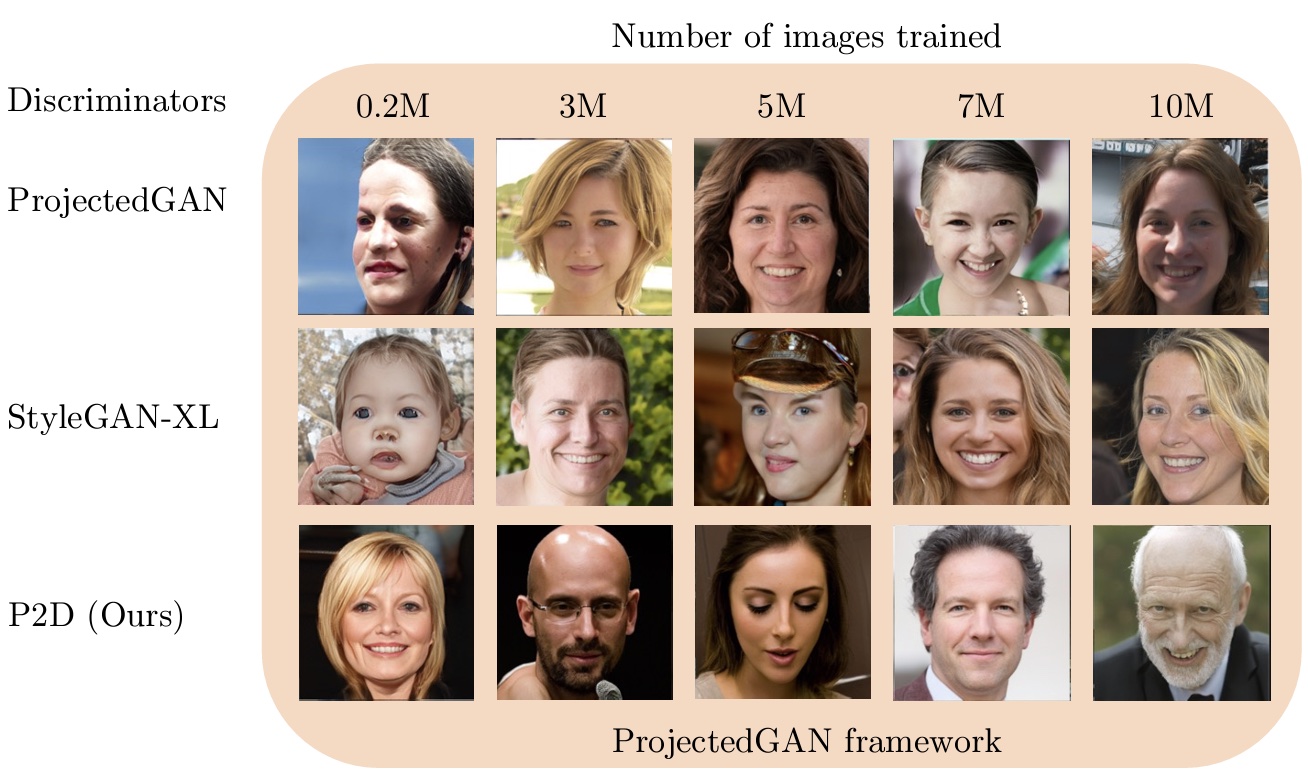 Number of images trained
Discriminators 0.2M 3M 5M 7M 10M
ProjectedGAN
StyleGAN-XL
P2D (Ours)
ProjectedGAN framework